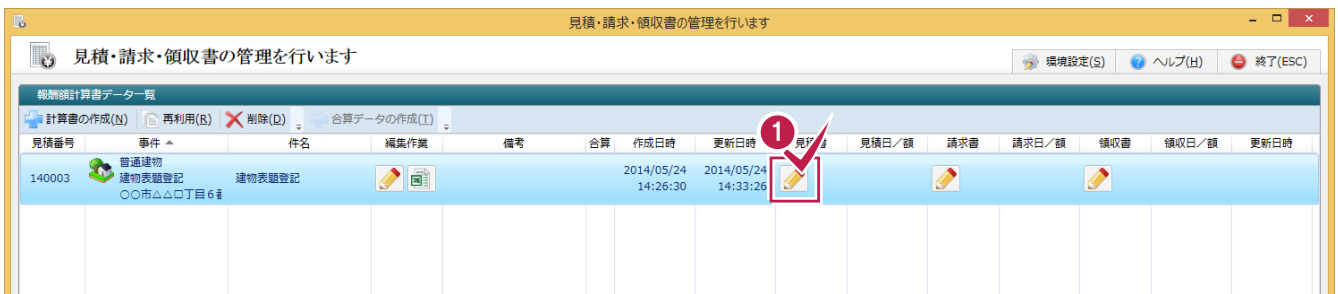 見積・請求・領収書の管理を行います
見積・請求・領収書の管理を行います
環境設定(S) ヘルプ(H) 終了(ESC)
報酬額計算書データ一覧
計算書の作成(N) 再利用(R) 削除(D) 合算データの作成(T)
見積番号 事件 件名 編集作業 備考 合算 作成日時 更新日時 見積日/額 請求書 請求日/額 領収書 領収日/額 更新日時
1
140003
普通建物
建物表題登記
○○市△△□丁目6
建物表題登記
2014/05/24
14:26:30
2014/05/24
14:33:26